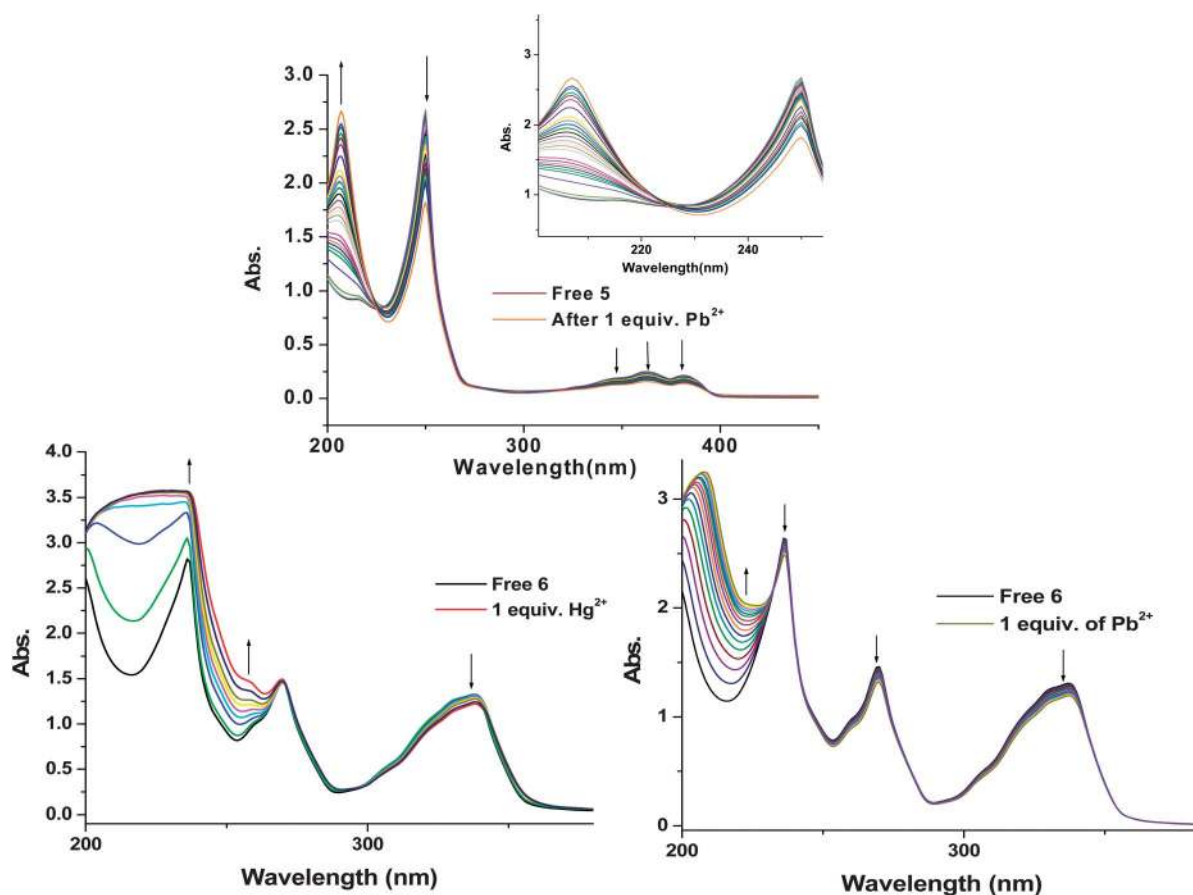 3.0
2.5
2.0
1.5
1.0
0.5
0.0
Abs.
200
300
400
Wavelength(nm)
Free 5
After 1 equiv. Pb²⁺
3
2
1
Abs.
220
240
Wavelength(nm)
4.0
3.5
3.0
2.5
2.0
1.5
1.0
0.5
0.0
Abs.
200
300
Wavelength (nm)
Free 6
1 equiv. Hg²⁺
3
2
1
0
Abs.
200
300
Wavelength (nm)
Free 6
1 equiv. of Pb²⁺